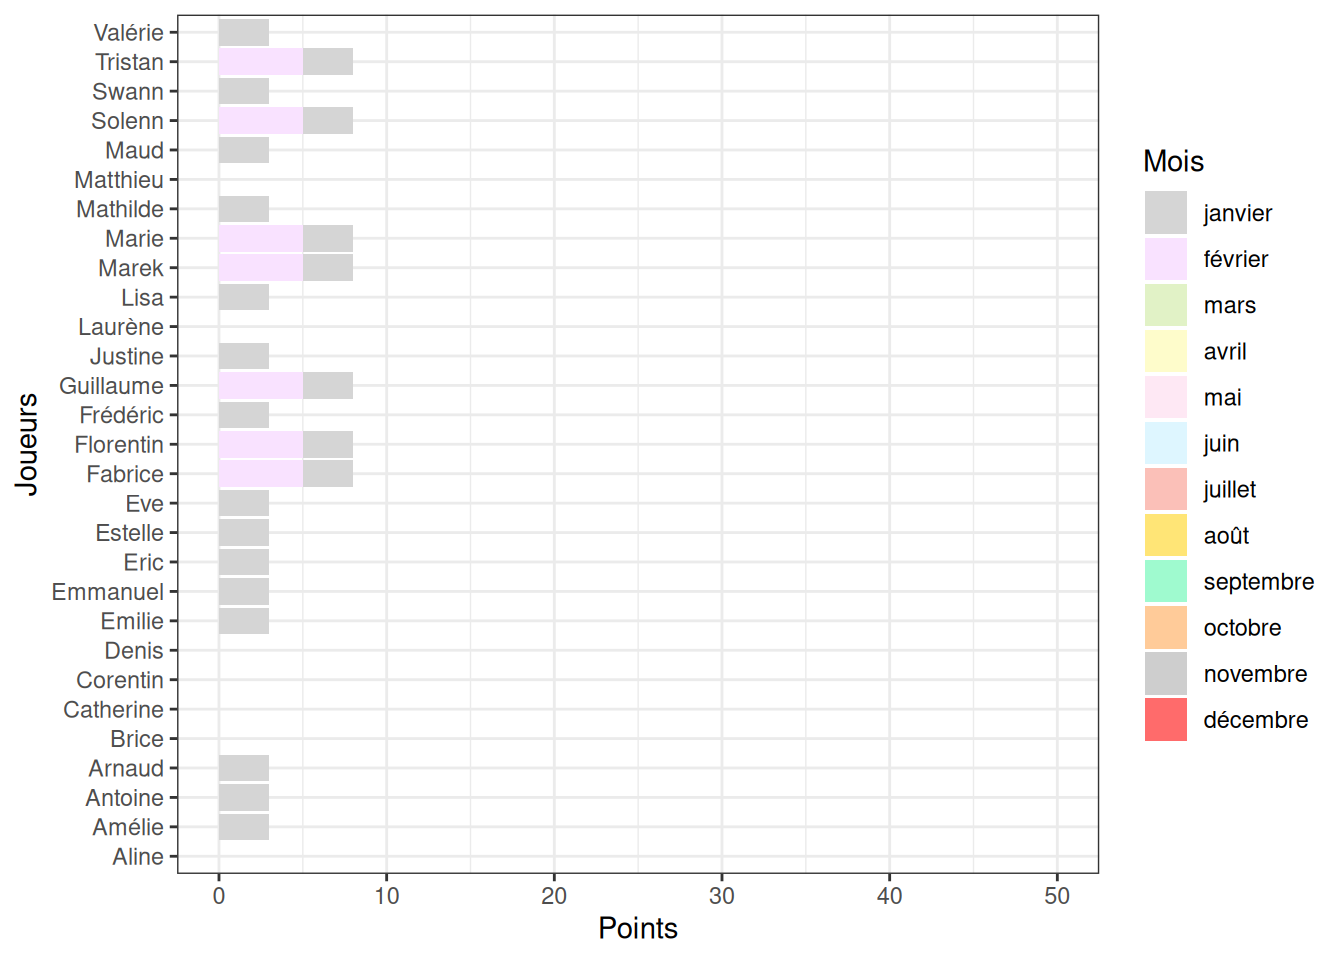 Valérie
Tristan
Swann
Solenn
Maud
Matthieu
Mathilde
Marie
Marek
Lisa
Laurène
Justine
Guillaume
Frédéric
Florentin
Fabrice
Eve
Estelle
Eric
Emmanuel
Emilie
Denis
Corentin
Catherine
Brice
Arnaud
Antoine
Amélie
Aline
Joueurs
0 10 20 30 40 50
Points
Mois
janvier
février
mars
avril
mai
juin
juillet
août
septembre
octobre
novembre
décembre